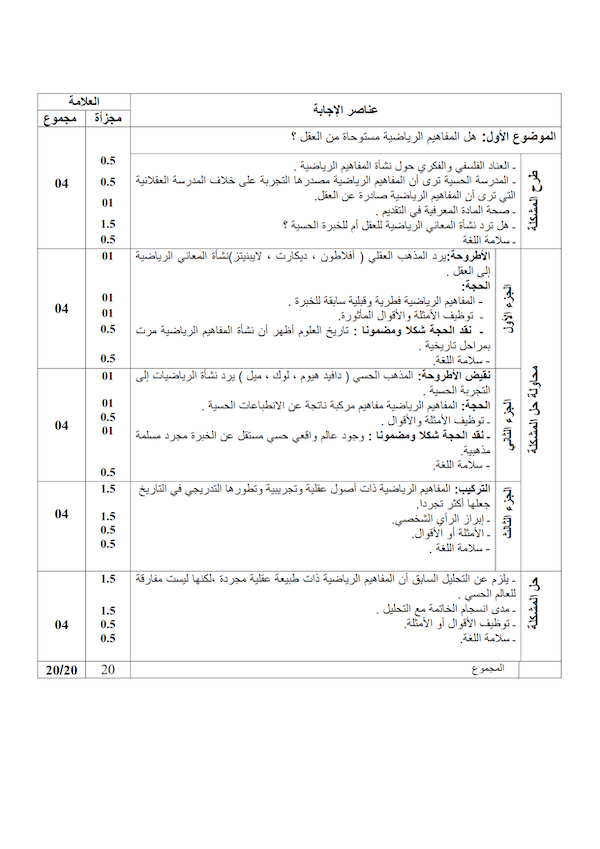 عناصر الإجابة
العلامة
مجزأة
مجموع
الموضوع الأول: هل المفاهيم الرياضية مستوحاة من العقل ؟
طرح المشكلة
ـ العناد الفلسفي والفكري حول نشأة المفاهيم الرياضية .
ـ المدرسة الحسية ترى أن المفاهيم الرياضية مصدرها التجربة على خلاف المدرسة العقلانية
التي ترى أن المفاهيم الرياضية صادرة عن العقل.
ـ صحة المادة المعرفية في التقديم .
ـ هل ترد نشأة المعاني الرياضية للعقل أم للخبرة الحسية ؟
ـ سلامة اللغة
0.5
0.5
01
1.5
0.5
04
محاولة حل المشكلة
الجزء الأول
الأطروحة:يرد المذهب العقلي ( أفلاطون ، ديكارت ، لايبنيتز)نشأة المعاني الرياضية
إلى العقل .
الحجة:
- المفاهيم الرياضية فطرية وقبلية سابقة للخبرة .
- توظيف الأمثلة والأقوال المأثورة.
- نقد الحجة شكلا ومضمونا : تاريخ العلوم أظهر أن نشأة المفاهيم الرياضية مرت
بمراحل تاريخية .
ـ سلامة اللغة.
01
01
01
0.5
0.5
04
الجزء الثاني
نقيض الأطروحة: المذهب الحسي ( دافيد هيوم ، لوك ، ميل ) يرد نشأة الرياضيات إلى
التجربة الحسية .
الحجة: المفاهيم الرياضية مفاهيم مركبة ناتجة عن الانطباعات الحسية .
ـ توظيف الأمثلة والأقوال .
ـ نقد الحجة شكلا ومضمونا : وجود عالم واقعي حسي مستقل عن الخبرة مجرد مسلمة
مذهبية.
ـ سلامة اللغة.
01
01
0.5
01
0.5
04
الجزء الثالث
التركيب: المفاهيم الرياضية ذات أصول عقلية وتجريبية وتطورها التدريجي في التاريخ
جعلها أكثر تجردا.
ـ إبراز الرأي الشخصي.
ـ الأمثلة أو الأقوال.
ـ سلامة اللغة .
1.5
1.5
0.5
0.5
04
حل المشكلة
ـ يلزم عن التحليل السابق أن المفاهيم الرياضية ذات طبيعة عقلية مجردة ،لكنها ليست مفارقة
للعالم الحسي .
ـ مدى انسجام الخاتمة مع التحليل .
ـ توظيف الأقوال أو الأمثلة.
ـ سلامة اللغة.
1.5
1.5
0.5
0.5
04
المجموع
20
20/20